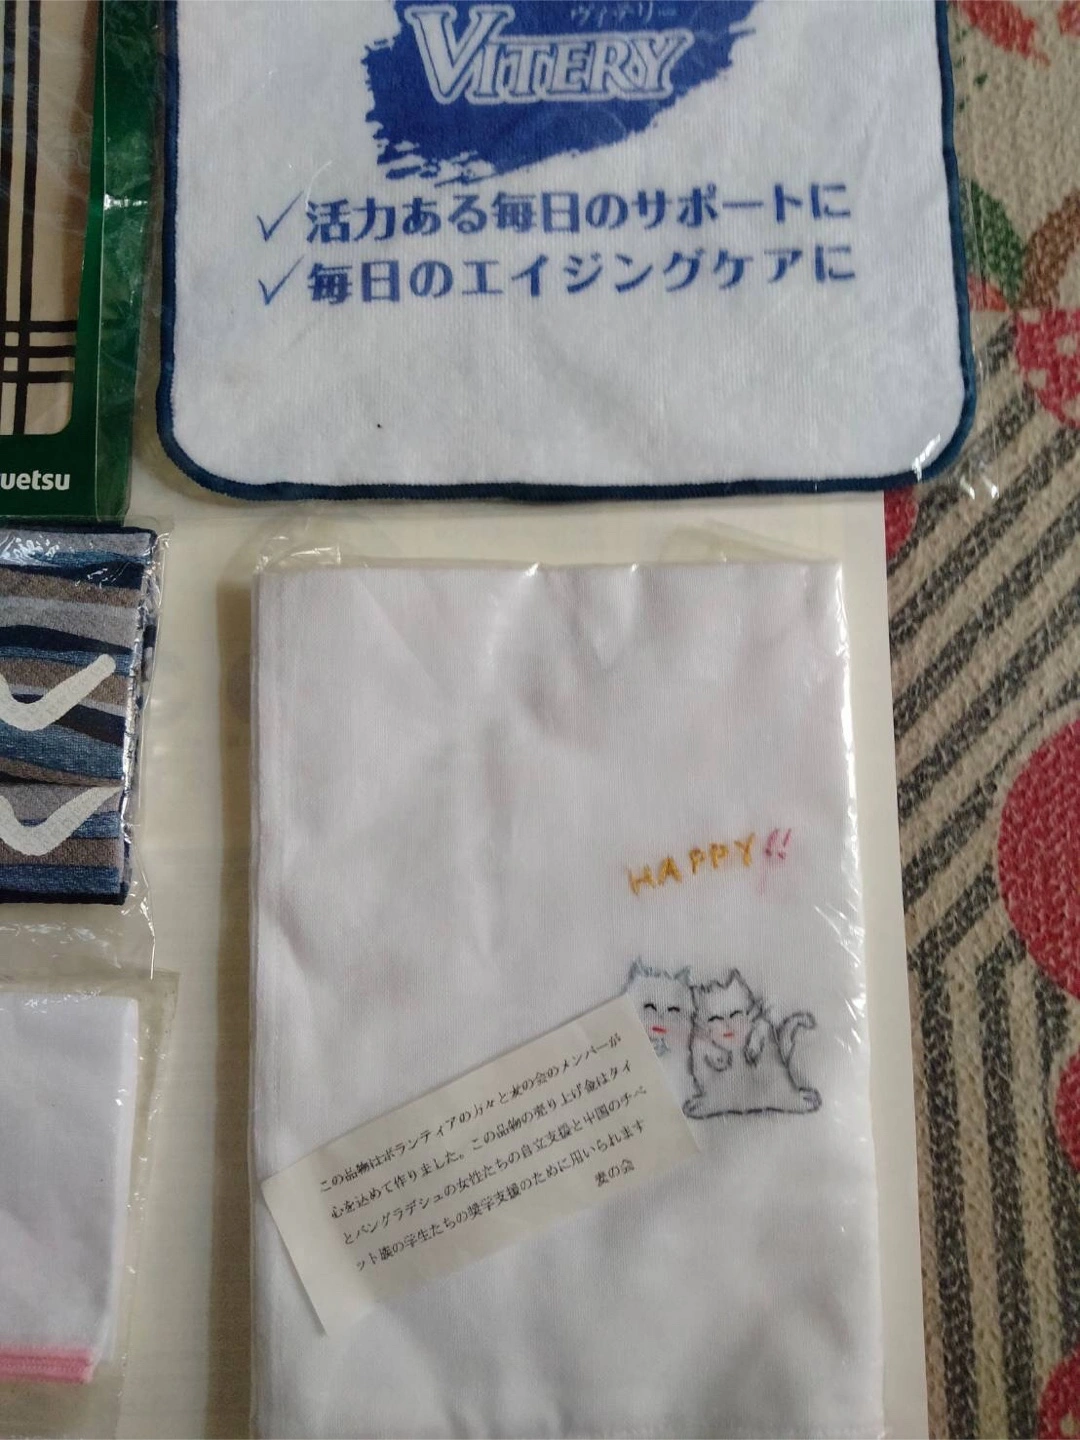 ヴィテリー
VITERY
✓活力ある毎日のサポートに
✓毎日のエイジングケアに
uetsu
HAPPY!!
この品物はボランティアの方々と麦の会のメンバーが
心を込めて作りました。この品物の売り上げ金はタイ
とバングラデシュの女性たちの自立支援と中国のチベ
ット族の学生たちの奨学支援のために用いられます
麦の会